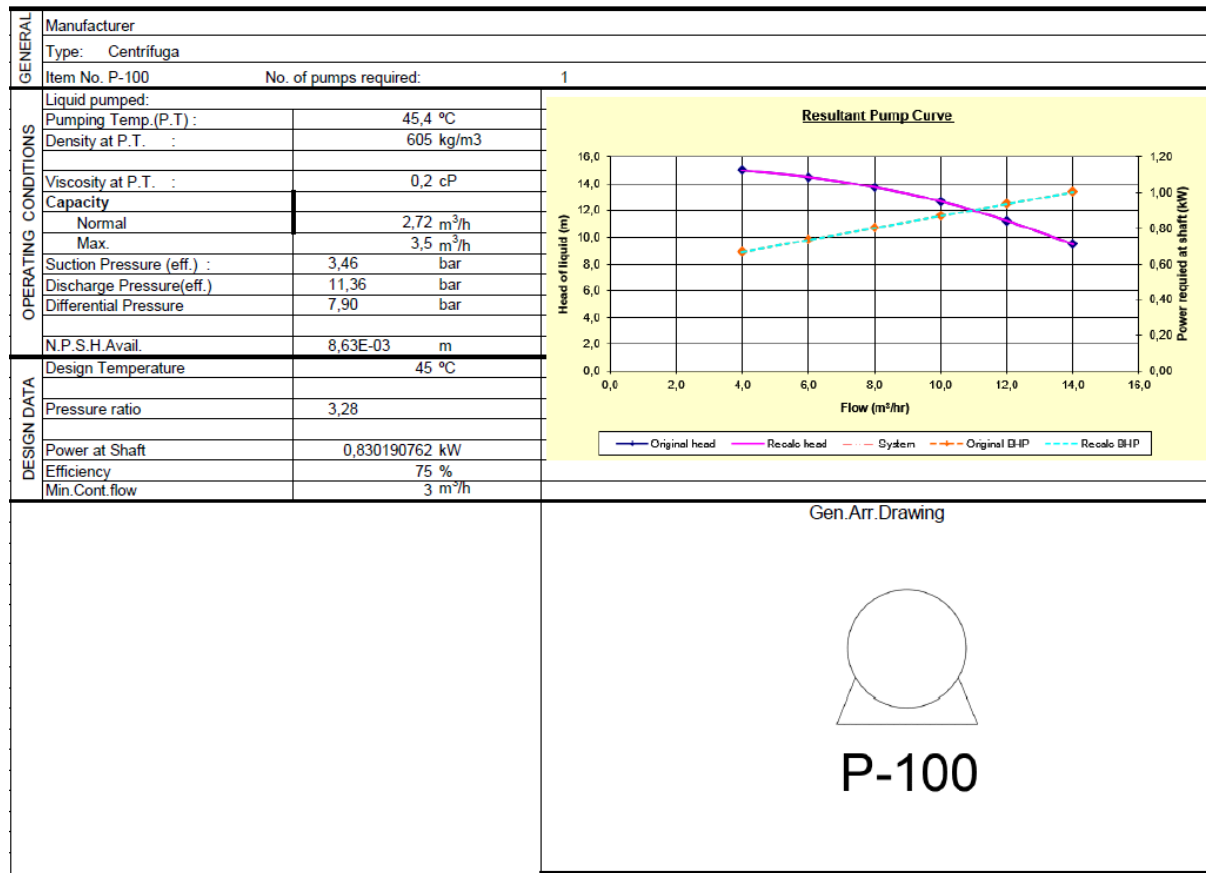 GENERAL
Manufacturer
Type: Centrífuga
Item No. P-100 No. of pumps required: 1
OPERATING CONDITIONS
Liquid pumped:
Pumping Temp.(P.T) : 45,4 ºC
Density at P.T. : 605 kg/m3
Viscosity at P.T. : 0,2 cP
Capacity
Normal 2,72 m³/h
Max. 3,5 m³/h
Suction Pressure (eff.) : 3,46 bar
Discharge Pressure(eff.) 11,36 bar
Differential Pressure 7,90 bar
N.P.S.H.Avail. 8,63E-03 m
DESIGN DATA
Design Temperature 45 ºC
Pressure ratio 3,28
Power at Shaft 0,830190762 kW
Efficiency 75 %
Min.Cont.flow 3 m³/h
Resultant Pump Curve
Head of liquid (m)
16,0
14,0
12,0
10,0
8,0
6,0
4,0
2,0
0,0
1,20
1,00
0,80
0,60
0,40
0,20
0,00
Power requied at shaft (kW)
0,0 2,0 4,0 6,0 8,0 10,0 12,0 14,0 16,0
Flow (m³/hr)
Original head Recalc head System Original BHP Recalc BHP
Gen.Arr.Drawing
P-100